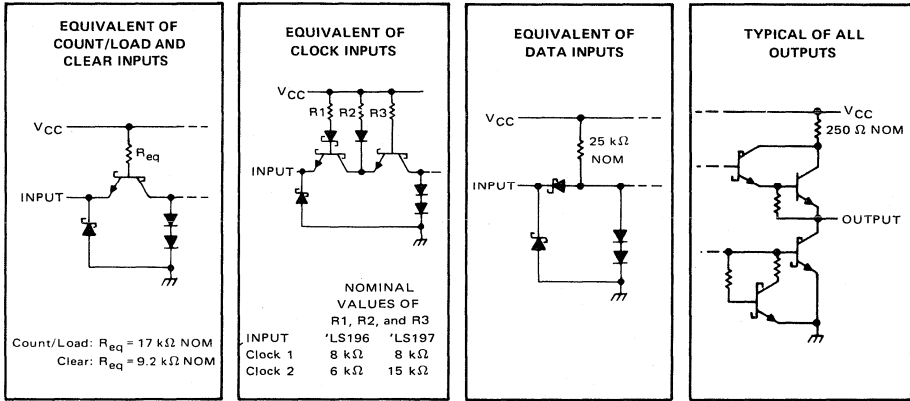 EQUIVALENT OF
COUNT/LOAD AND
CLEAR INPUTS
VCC
Req
INPUT
Count/Load: Req = 17 kΩ NOM
Clear: Req = 9.2 kΩ NOM
EQUIVALENT OF
CLOCK INPUTS
VCC
R1 R2 R3
INPUT
NOMINAL
VALUES OF
R1, R2, and R3
INPUT 'LS196 'LS197
Clock 1 8 kΩ 8 kΩ
Clock 2 6 kΩ 15 kΩ
EQUIVALENT OF
DATA INPUTS
VCC
25 kΩ
NOM
INPUT
TYPICAL OF ALL
OUTPUTS
VCC
250 Ω NOM
OUTPUT